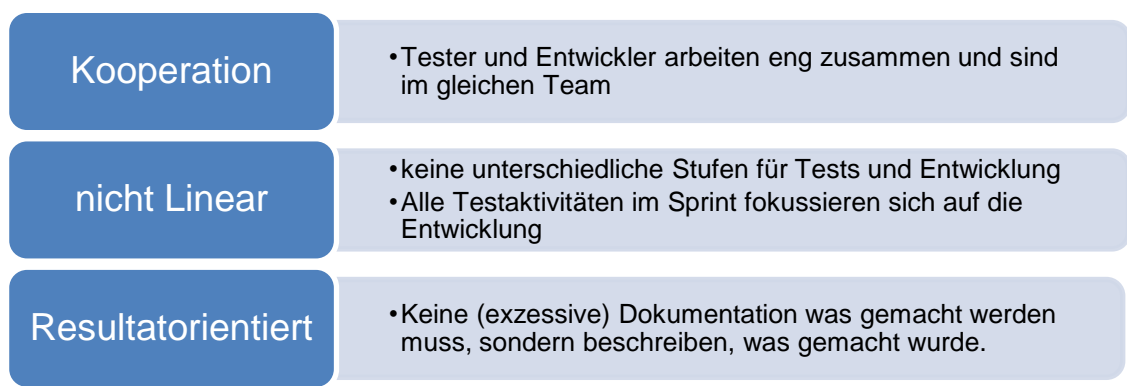 Kooperation
•Tester und Entwickler arbeiten eng zusammen und sind
im gleichen Team
nicht Linear
•keine unterschiedliche Stufen für Tests und Entwicklung
•Alle Testaktivitäten im Sprint fokussieren sich auf die
Entwicklung
Resultatorientiert
•Keine (exzessive) Dokumentation was gemacht werden
muss, sondern beschreiben, was gemacht wurde.